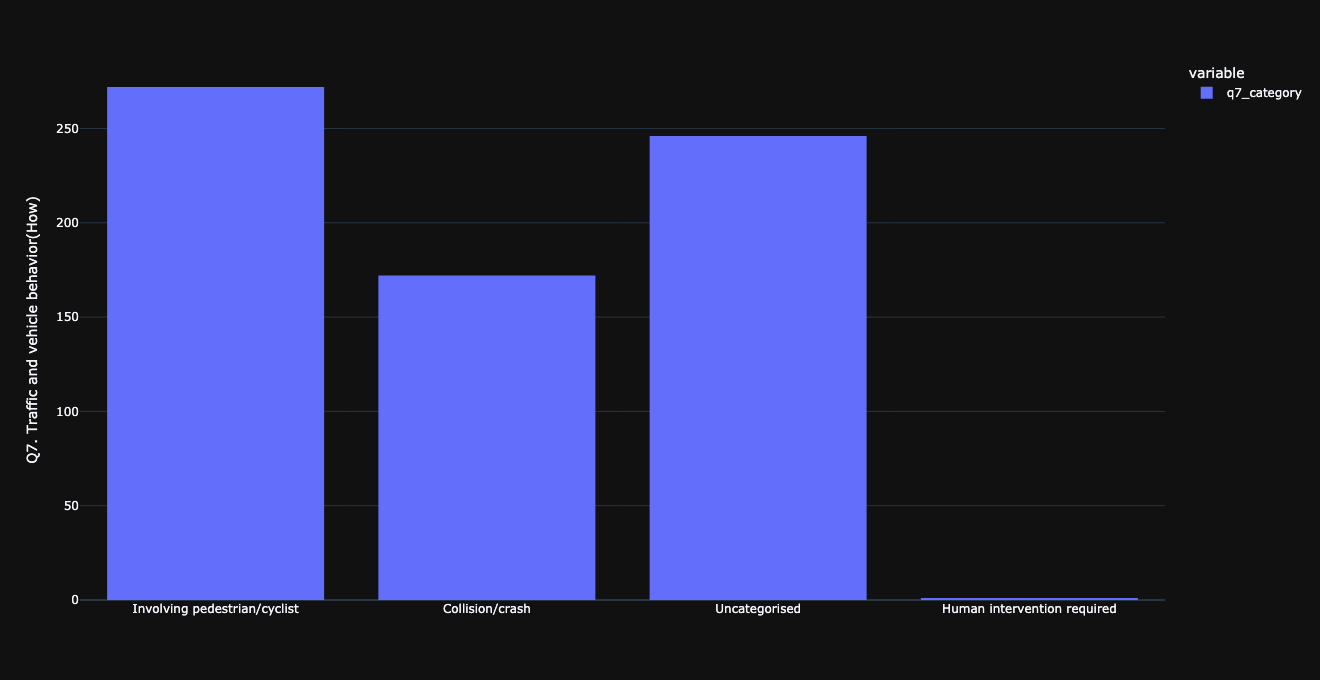 variable
q7_category
Q7. Traffic and vehicle behavior(How)
250
200
150
100
50
0
Involving pedestrian/cyclist
Collision/crash
Uncategorised
Human intervention required